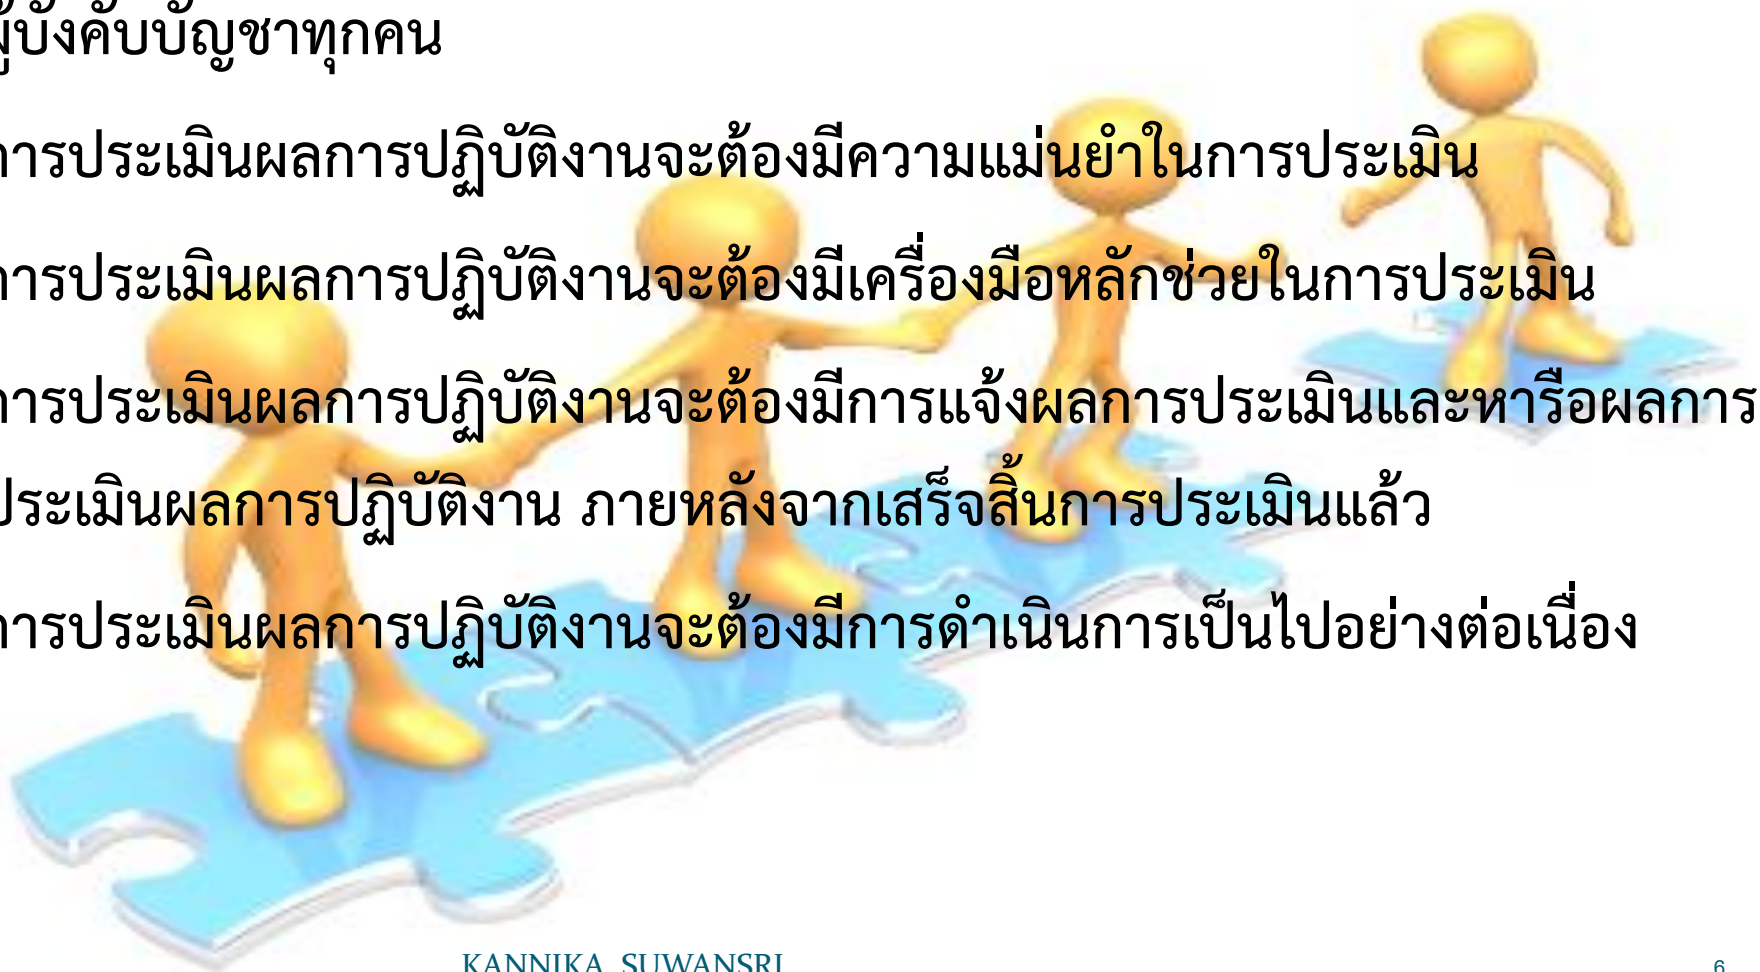 ผู้บังคับบัญชาทุกคน
การประเมินผลการปฏิบัติงานจะต้องมีความแม่นยำในการประเมิน
การประเมินผลการปฏิบัติงานจะต้องมีเครื่องมือหลักช่วยในการประเมิน
การประเมินผลการปฏิบัติงานจะต้องมีการแจ้งผลการประเมินและหารือผลการ
ประเมินผลการปฏิบัติงาน ภายหลังจากเสร็จสิ้นการประเมินแล้ว
การประเมินผลการปฏิบัติงานจะต้องมีการดำเนินการเป็นไปอย่างต่อเนื่อง
KANNIKA SUWANSRI
6